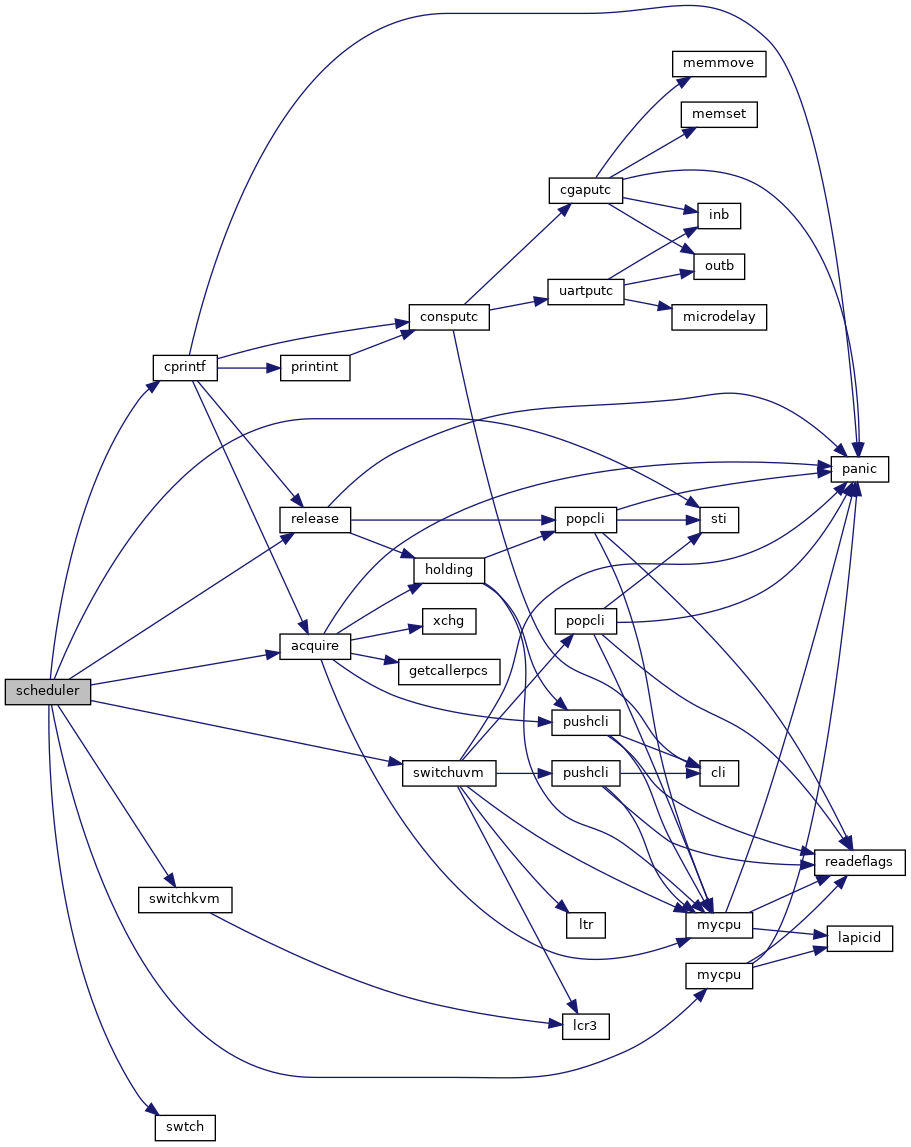 memmove
memset
cgaputc
inb
outb
uartputc
consputc
microdelay
cprintf
printint
panic
release
popcli
sti
holding
xchg
popcli
acquire
getcallerpcs
scheduler
pushcli
switchuvm
pushcli
cli
readeflags
switchkvm
ltr
mycpu
lapicid
mycpu
lcr3
swtch